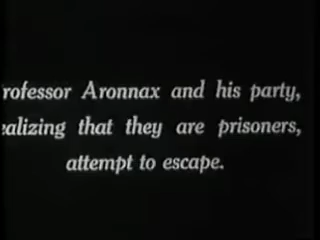 rofessor Aronnax and his party,
ealizing that they are prisoners,
attempt to escape.